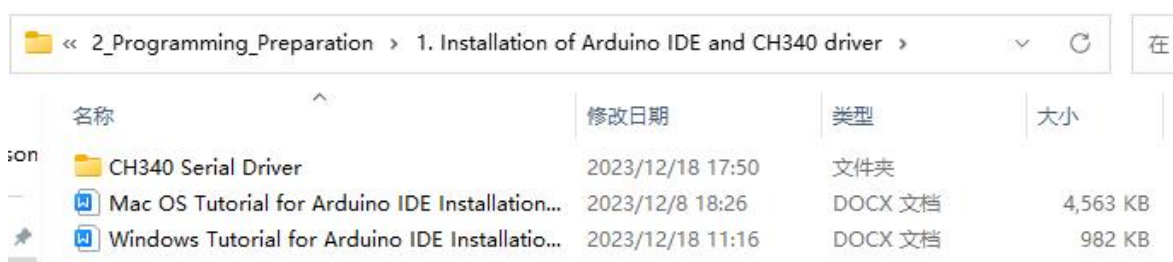 « 2_Programming_Preparation › 1. Installation of Arduino IDE and CH340 driver › 在
名称 修改日期 类型 大小
son
CH340 Serial Driver 2023/12/18 17:50 文件夹
Mac OS Tutorial for Arduino IDE Installation... 2023/12/8 18:26 DOCX 文档 4,563 KB
Windows Tutorial for Arduino IDE Installatio... 2023/12/18 11:16 DOCX 文档 982 KB